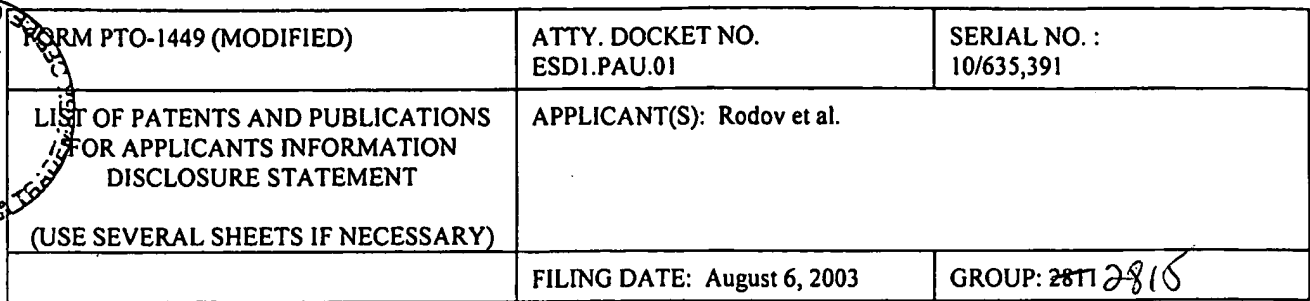 FORM PTO-1449 (MODIFIED)
ATTY. DOCKET NO.
ESD1.PAU.01
SERIAL NO. :
10/635,391
LIST OF PATENTS AND PUBLICATIONS
FOR APPLICANTS INFORMATION
DISCLOSURE STATEMENT
(USE SEVERAL SHEETS IF NECESSARY)
APPLICANT(S): Rodov et al.
FILING DATE: August 6, 2003
GROUP: 2811 2815